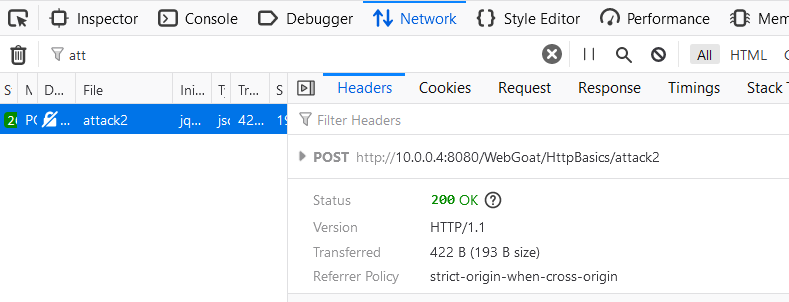 Inspector Console Debugger Network Style Editor Performance Mem
att All HTML
S M D... File Ini... Ty Tr... S Headers Cookies Request Response Timings Stack T
20 PO ... attack2 jq... jsc 42... 19 Filter Headers
POST http://10.0.0.4:8080/WebGoat/HttpBasics/attack2
Status 200 OK
Version HTTP/1.1
Transferred 422 B (193 B size)
Referrer Policy strict-origin-when-cross-origin